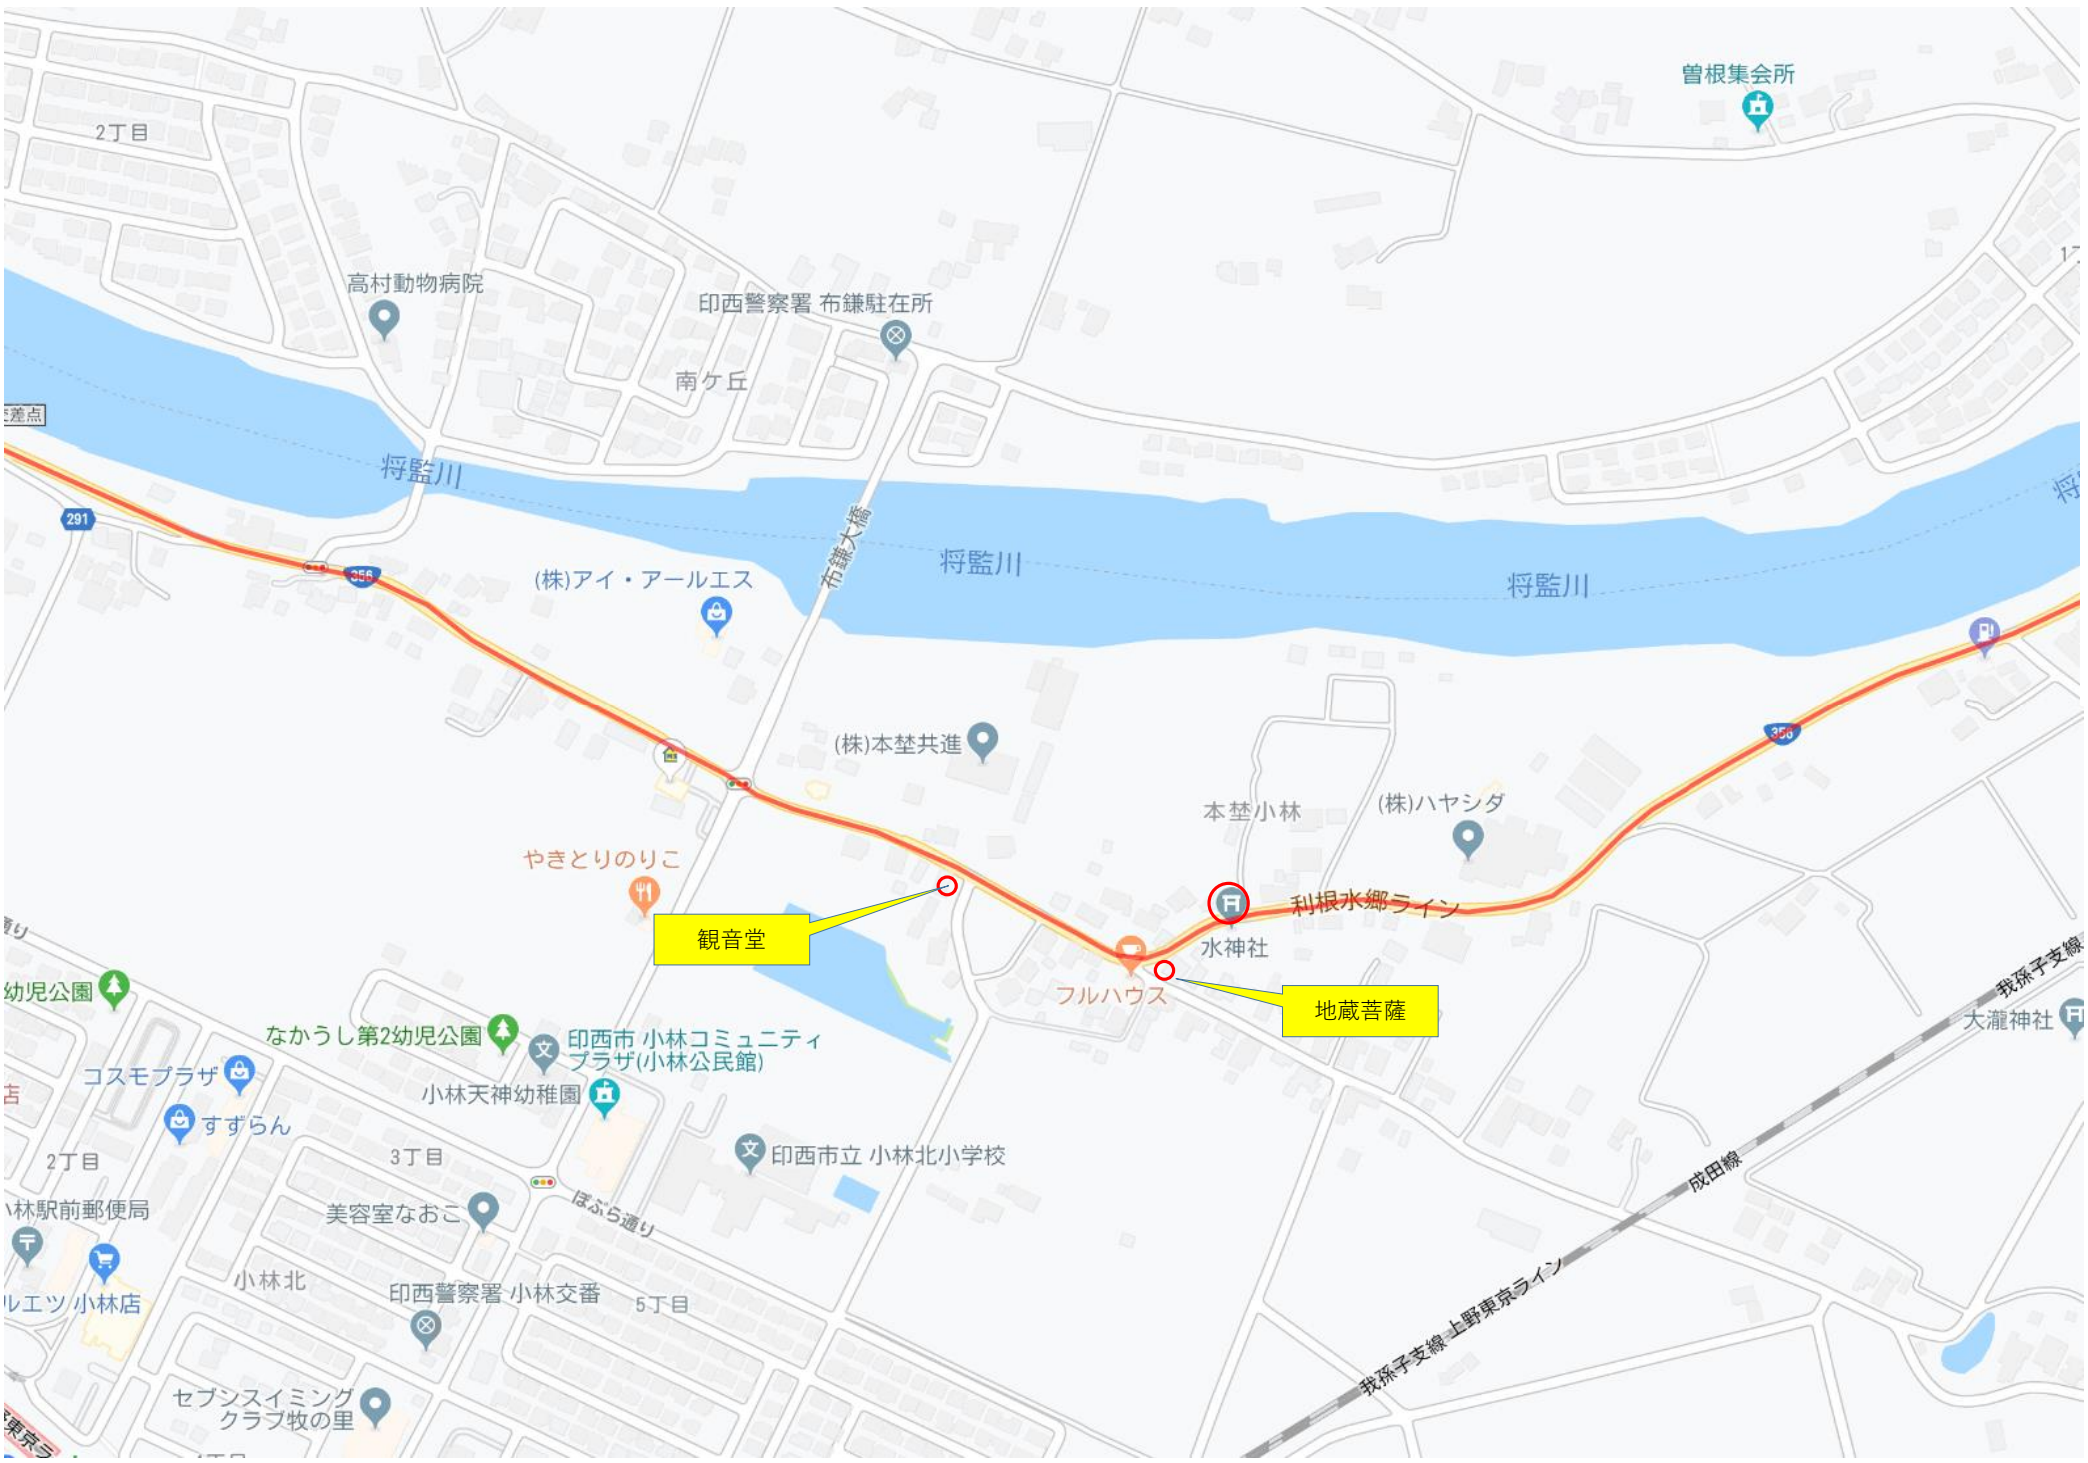 曽根集会所
2丁目
高村動物病院
印西警察署 布鎌駐在所
南ケ丘
差点
将監川
291
356
布鎌大橋
将監川
将監川
(株)アイ・アールエス
(株)本埜共進
本埜小林
(株)ハヤシダ
356
やきとりのりこ
観音堂
利根水郷ライン
水神社
フルハウス
地蔵菩薩
我孫子支線
大瀧神社
通り
幼児公園
なかうし第2幼児公園
印西市 小林コミュニティ
プラザ(小林公民館)
コスモプラザ
小林天神幼稚園
店
すずらん
2丁目
3丁目
印西市立 小林北小学校
成田線
林駅前郵便局
美容室なおこ
ぽぷら通り
小林北
印西警察署 小林交番
5丁目
ルエツ 小林店
我孫子支線 上野東京ライン
セブンスイミング
クラブ牧の里
東京ラ